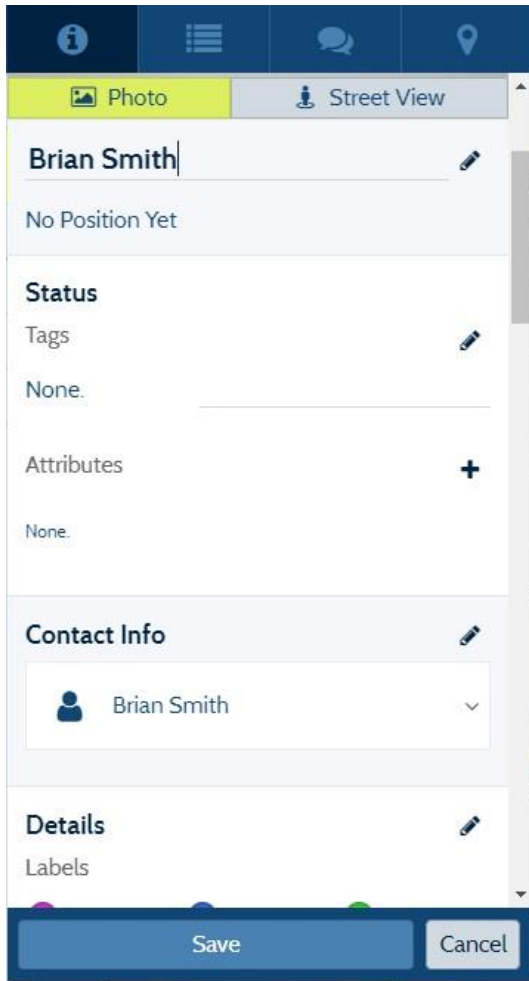 Photo
Street View
Brian Smith
No Position Yet
Status
Tags
None.
Attributes
None.
Contact Info
Brian Smith
Details
Labels
Save
Cancel